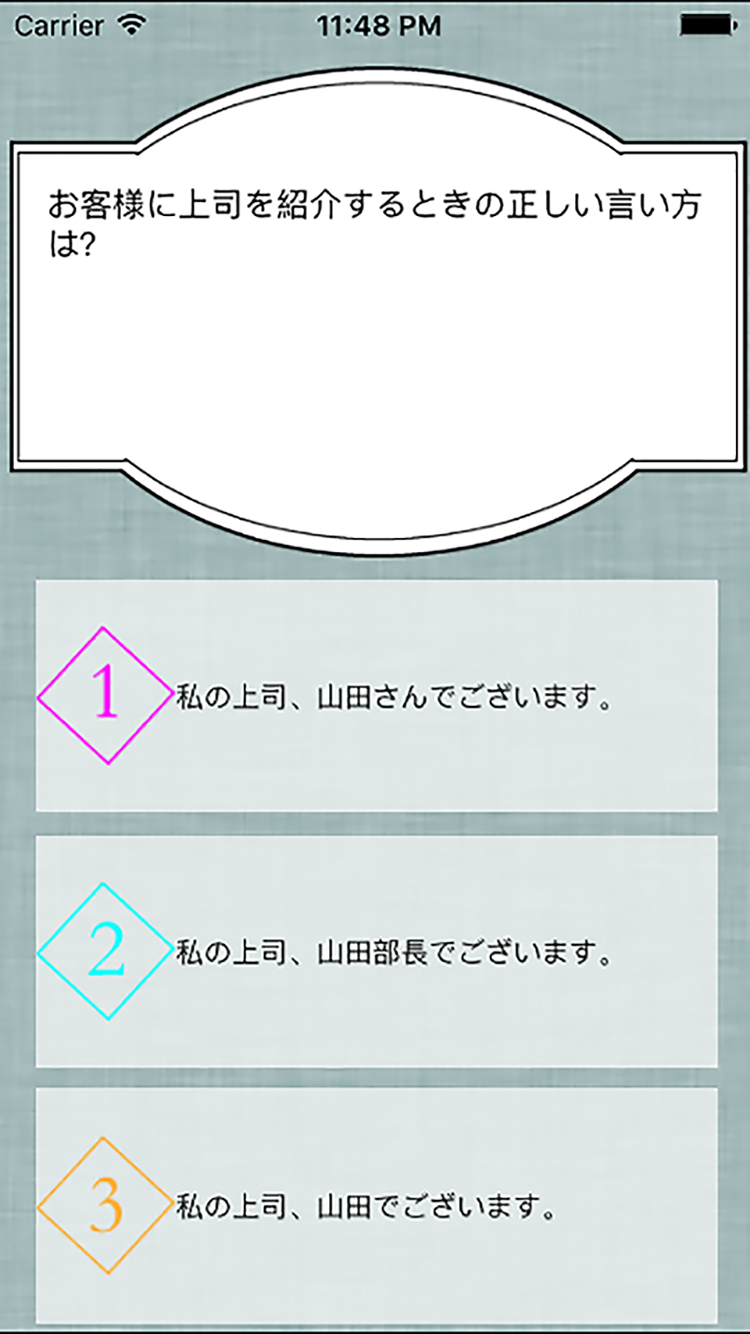 Carrier 11:48 PM
お客様に上司を紹介するときの正しい言い方
は?
1 私の上司、山田さんでございます。
2 私の上司、山田部長でございます。
3 私の上司、山田でございます。